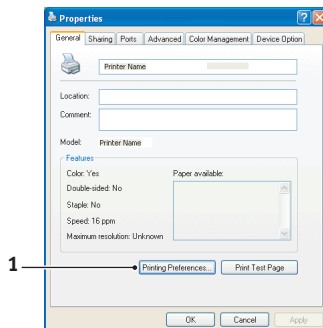 Properties
General Sharing Ports Advanced Color Management Device Option
Printer Name
Location:
Comment:
Model: Printer Name
Features
Color: Yes Paper available:
Double-sided: No
Staple: No
Speed: 16 ppm
Maximum resolution: Unknown
1 Printing Preferences... Print Test Page
OK Cancel Apply